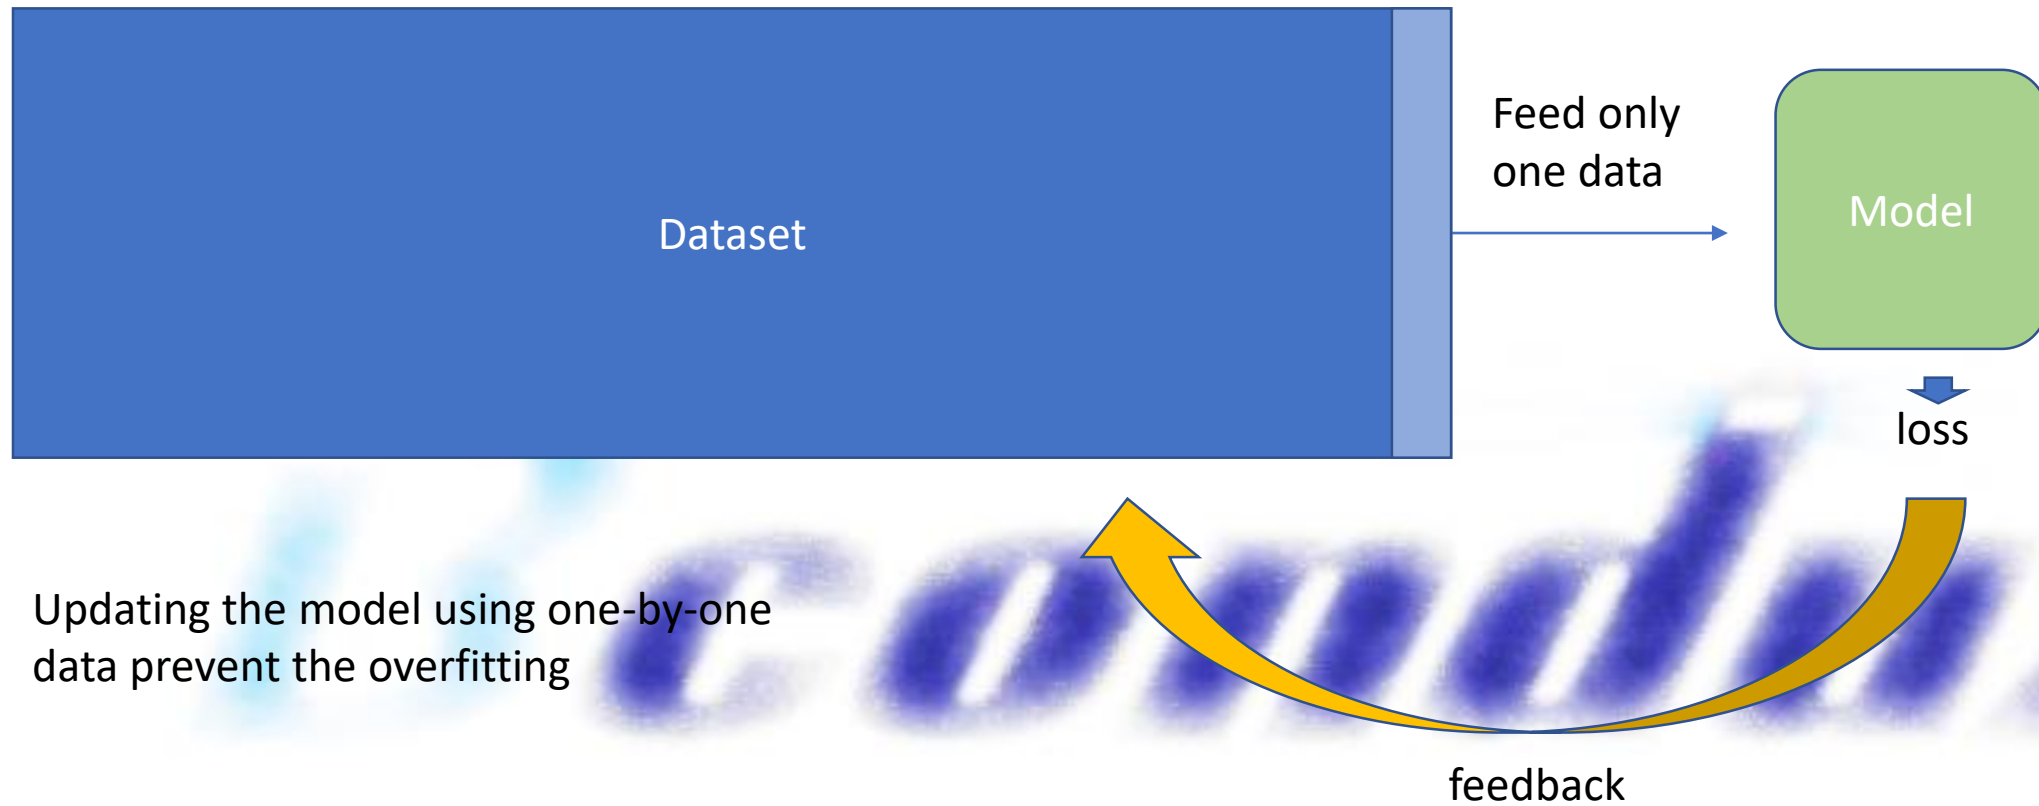 Dataset
Feed only
one data
Model
loss
Updating the model using one-by-one
data prevent the overfitting
feedback